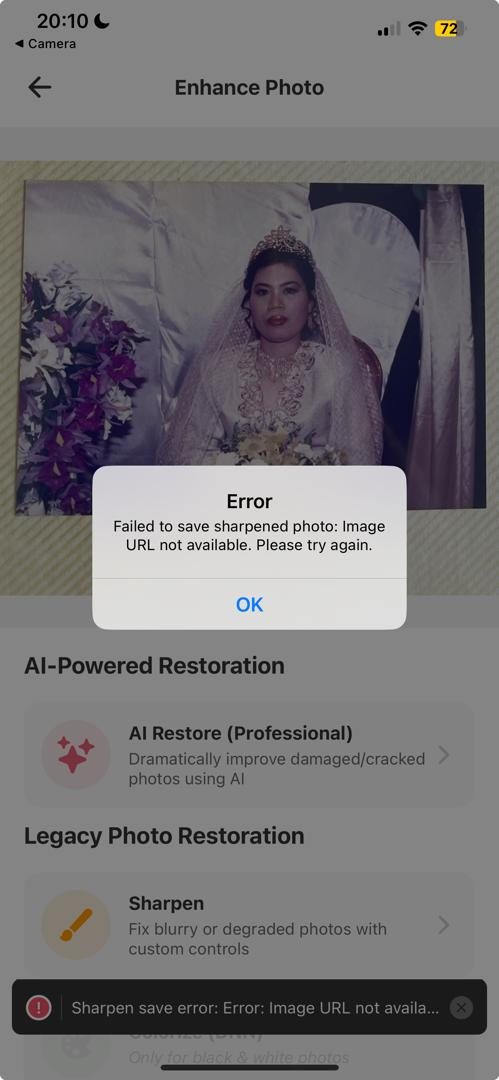 20:10
72
◀ Camera
Enhance Photo
Error
Failed to save sharpened photo: Image
URL not available. Please try again.
OK
AI-Powered Restoration
AI Restore (Professional)
Dramatically improve damaged/cracked
photos using AI
Legacy Photo Restoration
Sharpen
Fix blurry or degraded photos with
custom controls
! Sharpen save error: Error: Image URL not availa...
Colorize (DNN)
Only for black & white photos